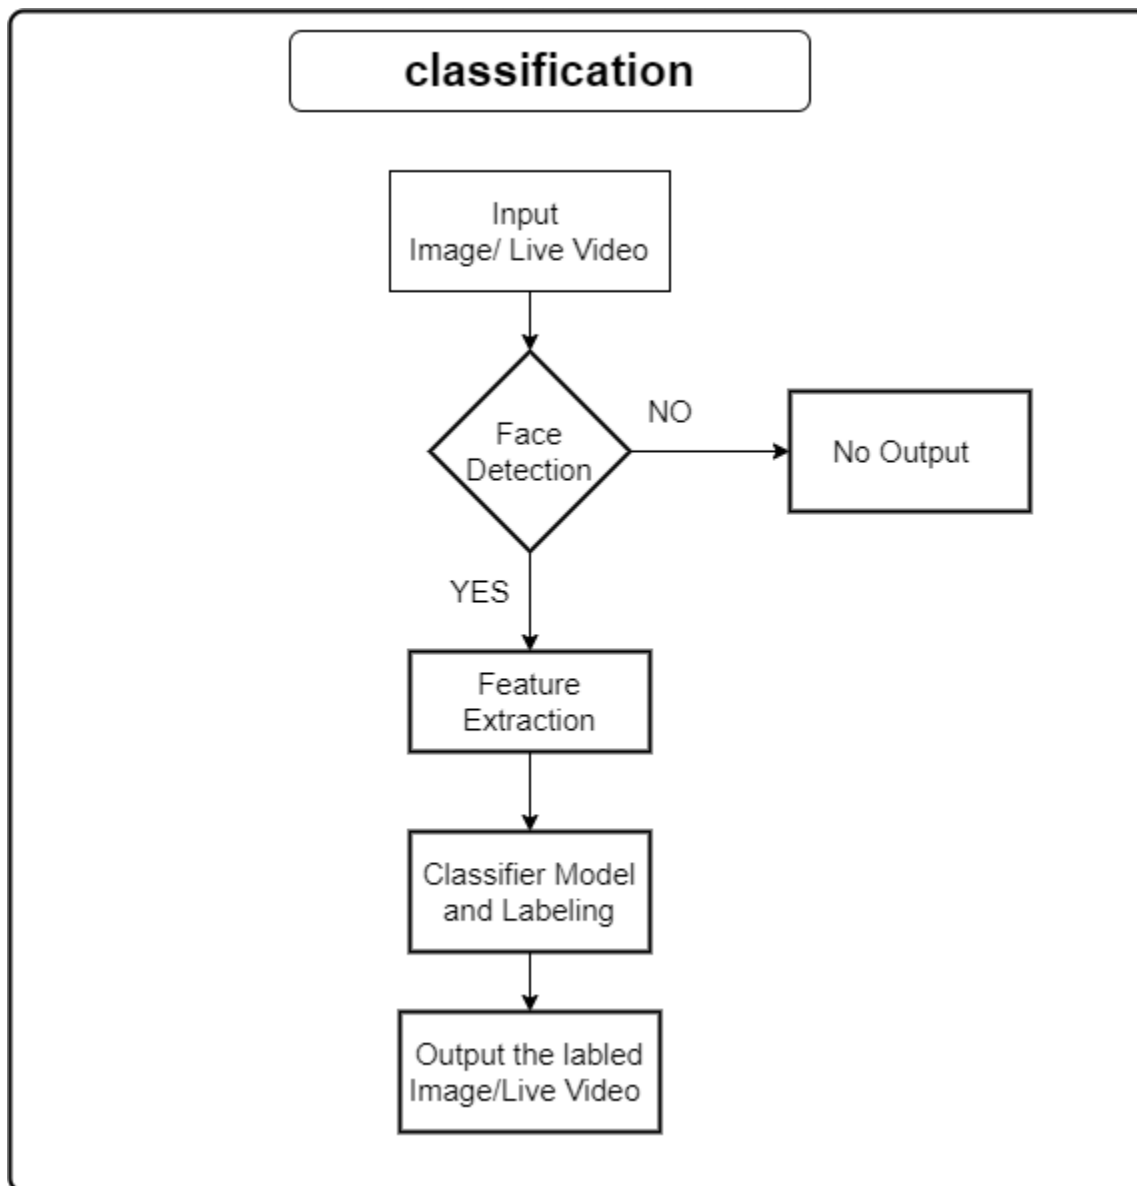 classification
Input
Image/ Live Video
Face
Detection
NO
No Output
YES
Feature
Extraction
Classifier Model
and Labeling
Output the labled
Image/Live Video